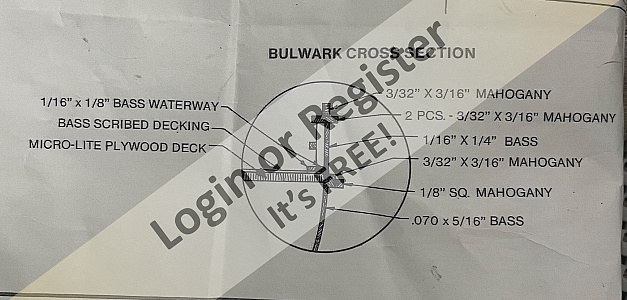 BULWARK CROSS SECTION
1/16" x 1/8" BASS WATERWAY
BASS SCRIBED DECKING
MICRO-LITE PLYWOOD DECK
3/32" X 3/16" MAHOGANY
2 PCS. - 3/32" X 3/16" MAHOGANY
1/16" X 1/4" BASS
3/32" X 3/16" MAHOGANY
1/8" SQ. MAHOGANY
.070 x 5/16" BASS
Login or Register
It's FREE!